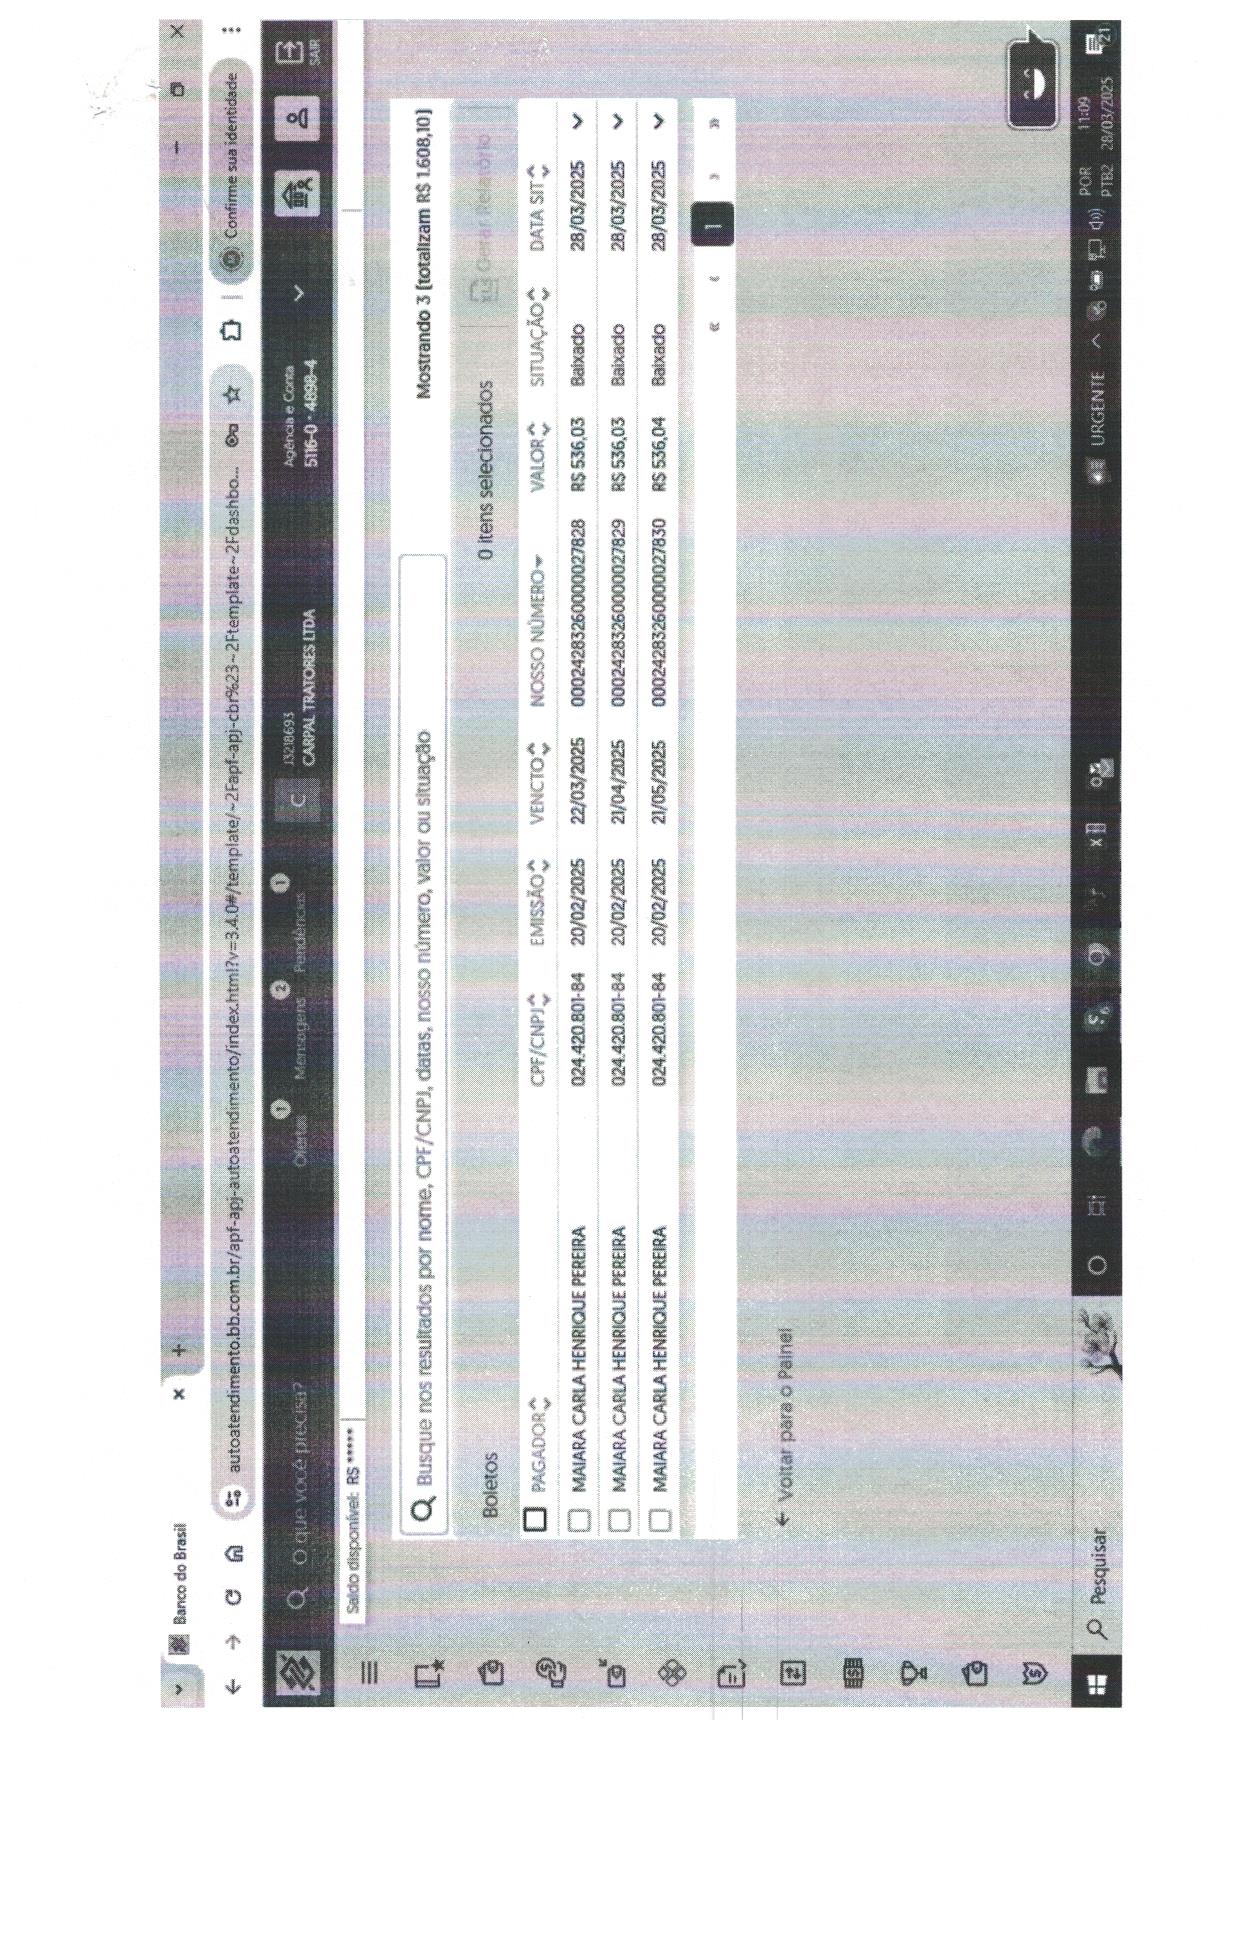 Banco do Brasil
autoatendimento.bb.com.br/apf-apj-autoatendimento/index.html?v=3.4.0#/template/~2Fapf-apj-cbr%23~2Ftemplate~2Fdashbo...
Confirme sua identidade
O que você precisa?
Ofertas 1
Mensagens 2
Pendências 1
C
J3218693
CARPAL TRATORES LTDA
Agência e Conta
5116-0 - 4898-4
SAIR
Saldo disponível: R$ *****
Busque nos resultados por nome, CPF/CNPJ, datas, nosso número, valor ou situação
Mostrando 3 [totalizam R$ 1.608,10]
Boletos
0 itens selecionados
Gerar Relatório
PAGADOR CPF/CNPJ EMISSÃO VENCTO NOSSO NÚMERO VALOR SITUAÇÃO DATA SIT
MAIARA CARLA HENRIQUE PEREIRA 024.420.801-84 20/02/2025 22/03/2025 00024283260000027828 R$ 536,03 Baixado 28/03/2025
MAIARA CARLA HENRIQUE PEREIRA 024.420.801-84 20/02/2025 21/04/2025 00024283260000027829 R$ 536,03 Baixado 28/03/2025
MAIARA CARLA HENRIQUE PEREIRA 024.420.801-84 20/02/2025 21/05/2025 00024283260000027830 R$ 536,04 Baixado 28/03/2025
« ‹ 1 › »
← Voltar para o Painel
Pesquisar
URGENTE
POR
PTB2
11:09
28/03/2025
21